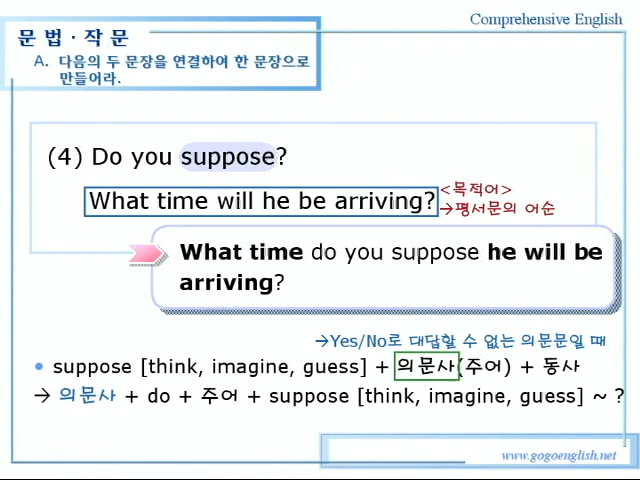 Comprehensive English
문 법 · 작 문
A. 다음의 두 문장을 연결하여 한 문장으로
만들어라.
(4) Do you suppose?
What time will he be arriving?
<목적어>
→평서문의 어순
What time do you suppose he will be
arriving?
→Yes/No로 대답할 수 없는 의문문일 때
• suppose [think, imagine, guess] + 의문사(주어) + 동사
→ 의문사 + do + 주어 + suppose [think, imagine, guess] ~ ?
www.gogoenglish.net